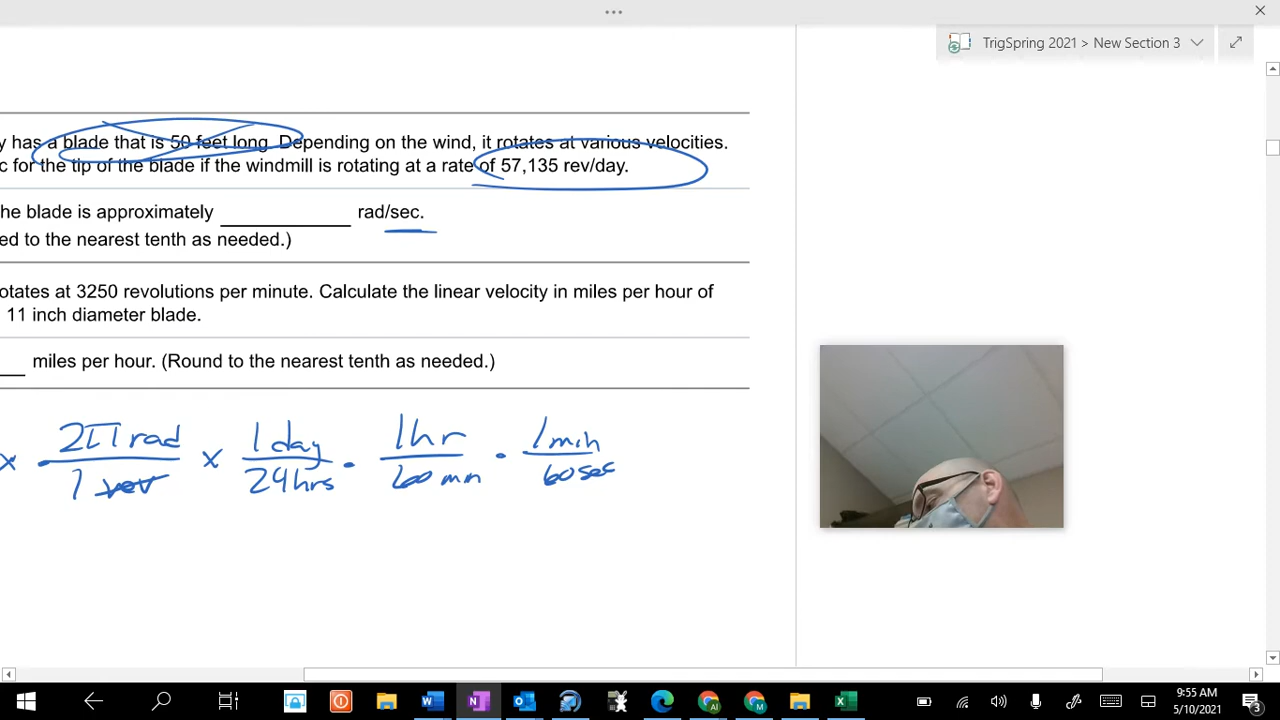 TrigSpring 2021 > New Section 3
y has a blade that is 50 feet long. Depending on the wind, it rotates at various velocities.
c for the tip of the blade if the windmill is rotating at a rate of 57,135 rev/day.
he blade is approximately ____________ rad/sec.
ed to the nearest tenth as needed.)
otates at 3250 revolutions per minute. Calculate the linear velocity in miles per hour of
11 inch diameter blade.
___ miles per hour. (Round to the nearest tenth as needed.)
x 2π rad x 1 day · 1 hr · 1 min
1 rev 24 hrs 60 mn 60 sec
9:55 AM
5/10/2021
3